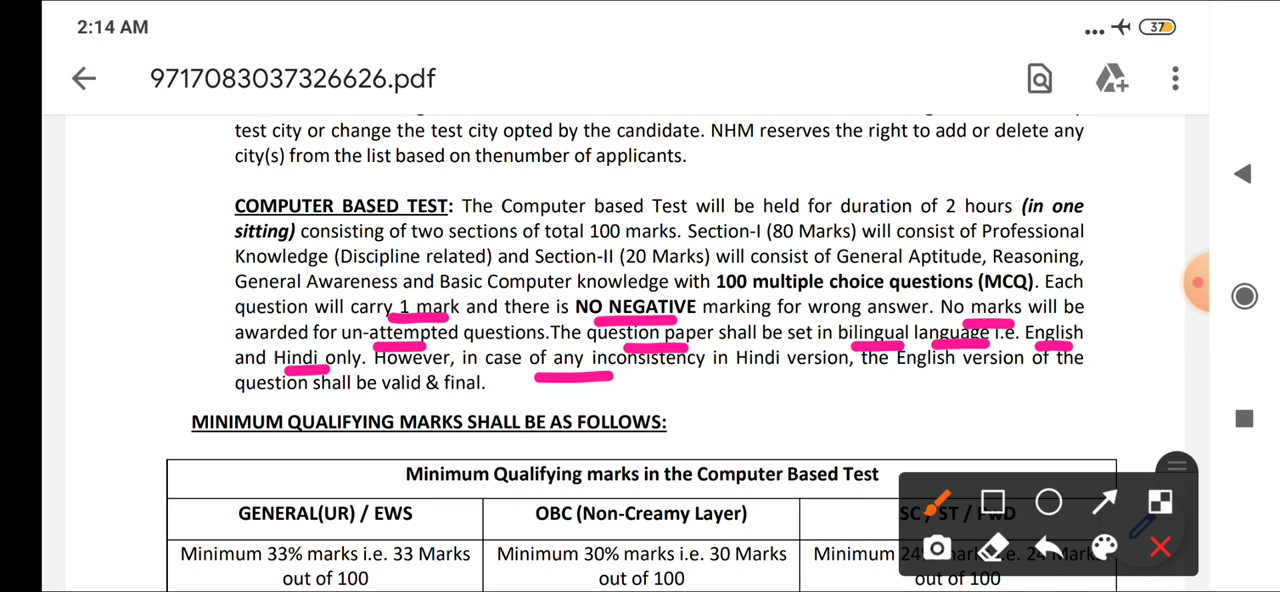 2:14 AM
37
9717083037326626.pdf
test city or change the test city opted by the candidate. NHM reserves the right to add or delete any
city(s) from the list based on thenumber of applicants.
COMPUTER BASED TEST: The Computer based Test will be held for duration of 2 hours (in one
sitting) consisting of two sections of total 100 marks. Section-I (80 Marks) will consist of Professional
Knowledge (Discipline related) and Section-II (20 Marks) will consist of General Aptitude, Reasoning,
General Awareness and Basic Computer knowledge with 100 multiple choice questions (MCQ). Each
question will carry 1 mark and there is NO NEGATIVE marking for wrong answer. No marks will be
awarded for un-attempted questions.The question paper shall be set in bilingual language i.e. English
and Hindi only. However, in case of any inconsistency in Hindi version, the English version of the
question shall be valid & final.
MINIMUM QUALIFYING MARKS SHALL BE AS FOLLOWS:
Minimum Qualifying marks in the Computer Based Test
GENERAL(UR) / EWS OBC (Non-Creamy Layer) SC / ST / PwD
Minimum 33% marks i.e. 33 Marks Minimum 30% marks i.e. 30 Marks Minimum 24% marks i.e. 24 Marks
out of 100 out of 100 out of 100